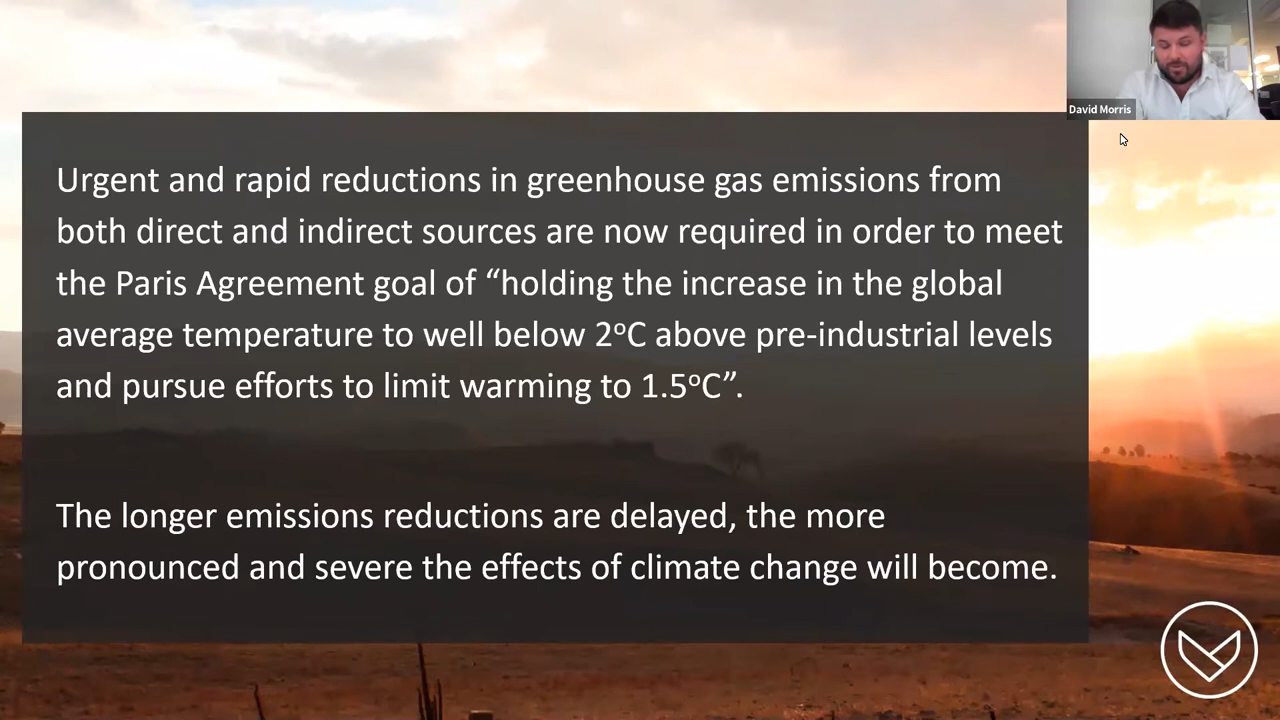 David Morris
Urgent and rapid reductions in greenhouse gas emissions from
both direct and indirect sources are now required in order to meet
the Paris Agreement goal of “holding the increase in the global
average temperature to well below 2ºC above pre-industrial levels
and pursue efforts to limit warming to 1.5ºC”.
The longer emissions reductions are delayed, the more
pronounced and severe the effects of climate change will become.